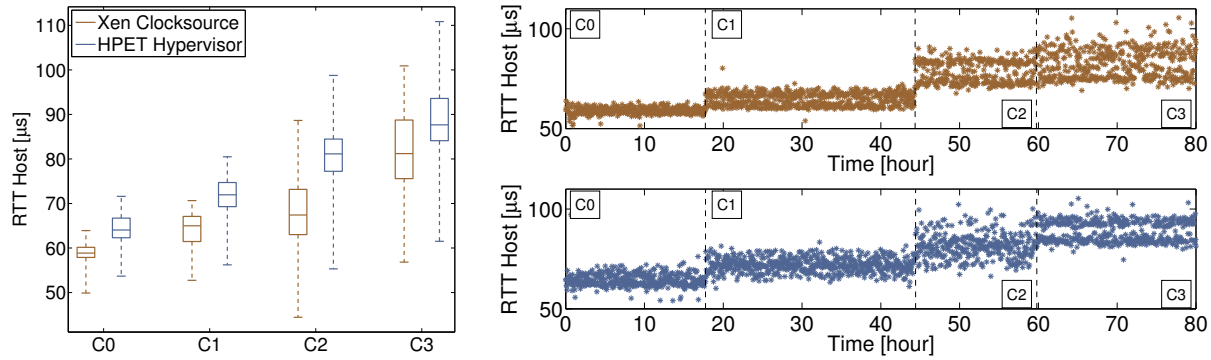 Xen Clocksource
HPET Hypervisor
RTT Host [μs]
110
100
90
80
70
60
50
C0 C1 C2 C3
RTT Host [μs]
100
50
C0 C1 C2 C3
0 10 20 30 40 50 60 70 80
Time [hour]
RTT Host [μs]
100
50
C0 C1 C2 C3
0 10 20 30 40 50 60 70 80
Time [hour]